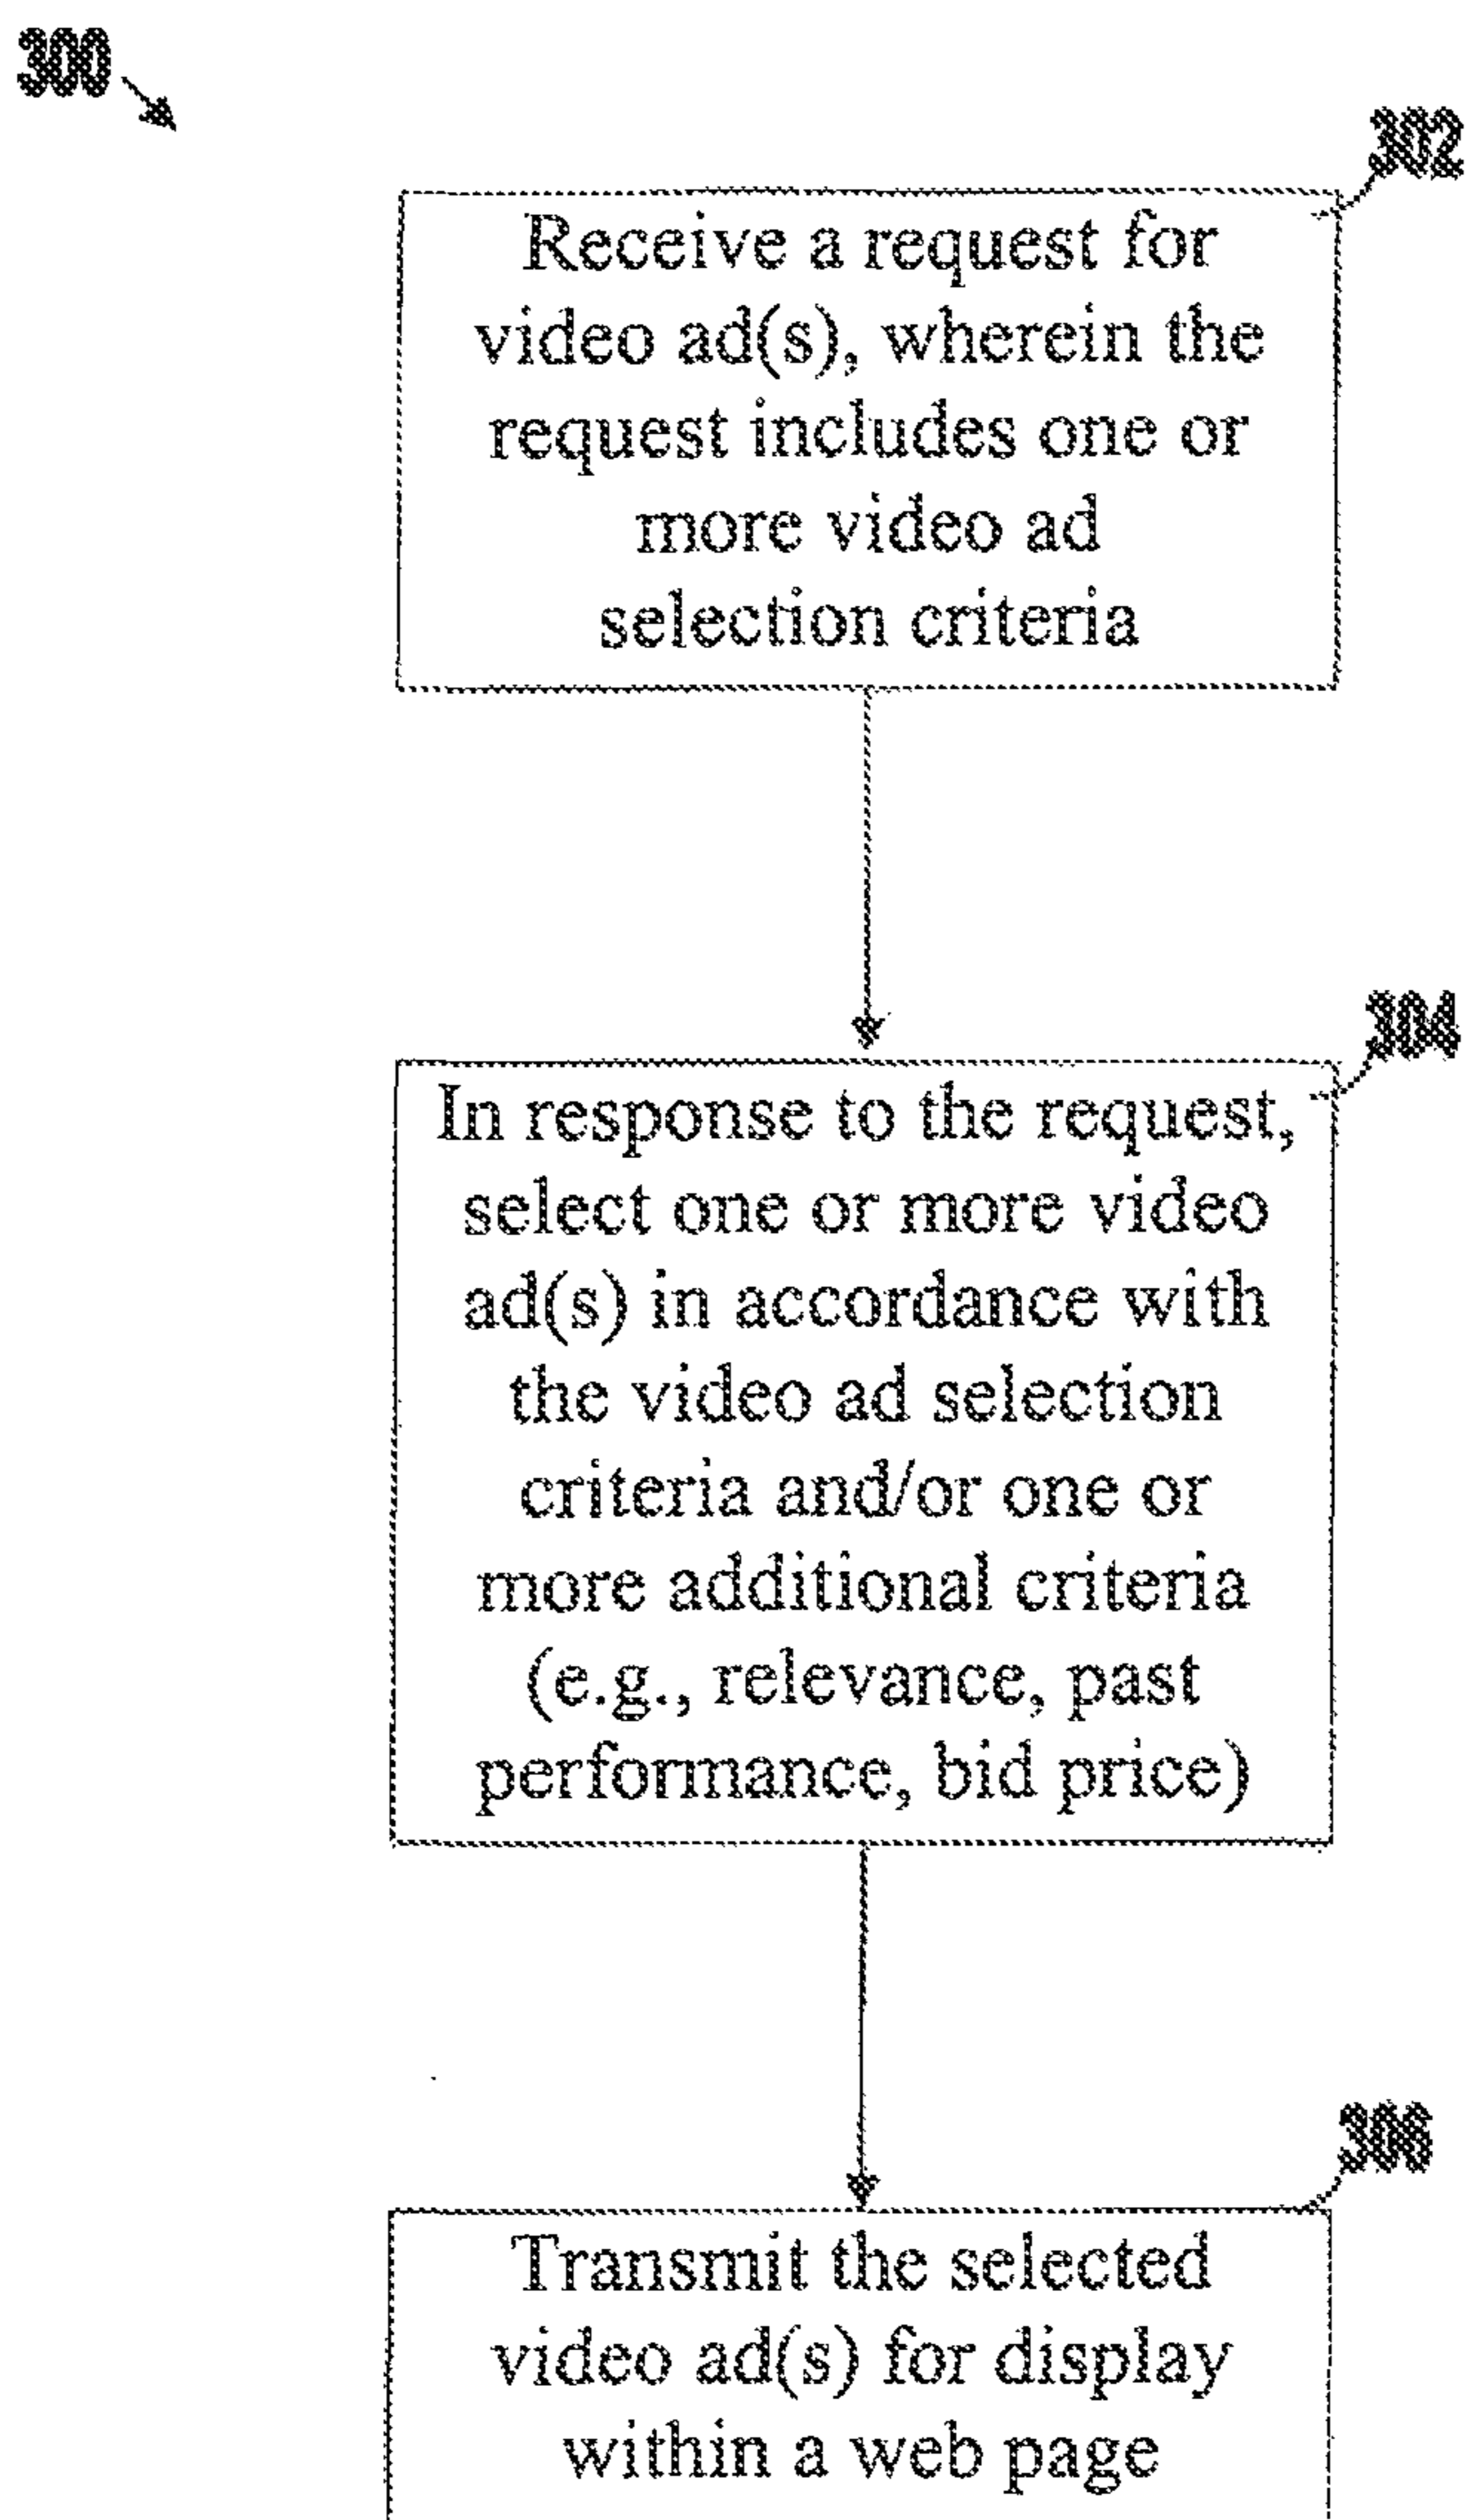 300
302
Receive a request for
video ad(s), wherein the
request includes one or
more video ad
selection criteria
304
In response to the request,
select one or more video
ad(s) in accordance with
the video ad selection
criteria and/or one or
more additional criteria
(e.g., relevance, past
performance, bid price)
306
Transmit the selected
video ad(s) for display
within a web page